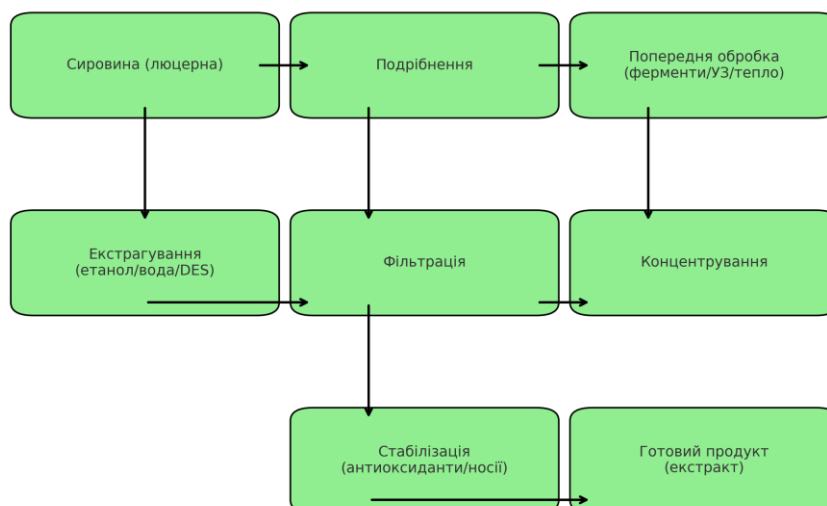 Сировина (люцерна)
Подрібнення
Попередня обробка
(ферменти/УЗ/тепло)
Екстрагування
(етанол/вода/DES)
Фільтрація
Концентрування
Стабілізація
(антиоксиданти/носії)
Готовий продукт
(екстракт)